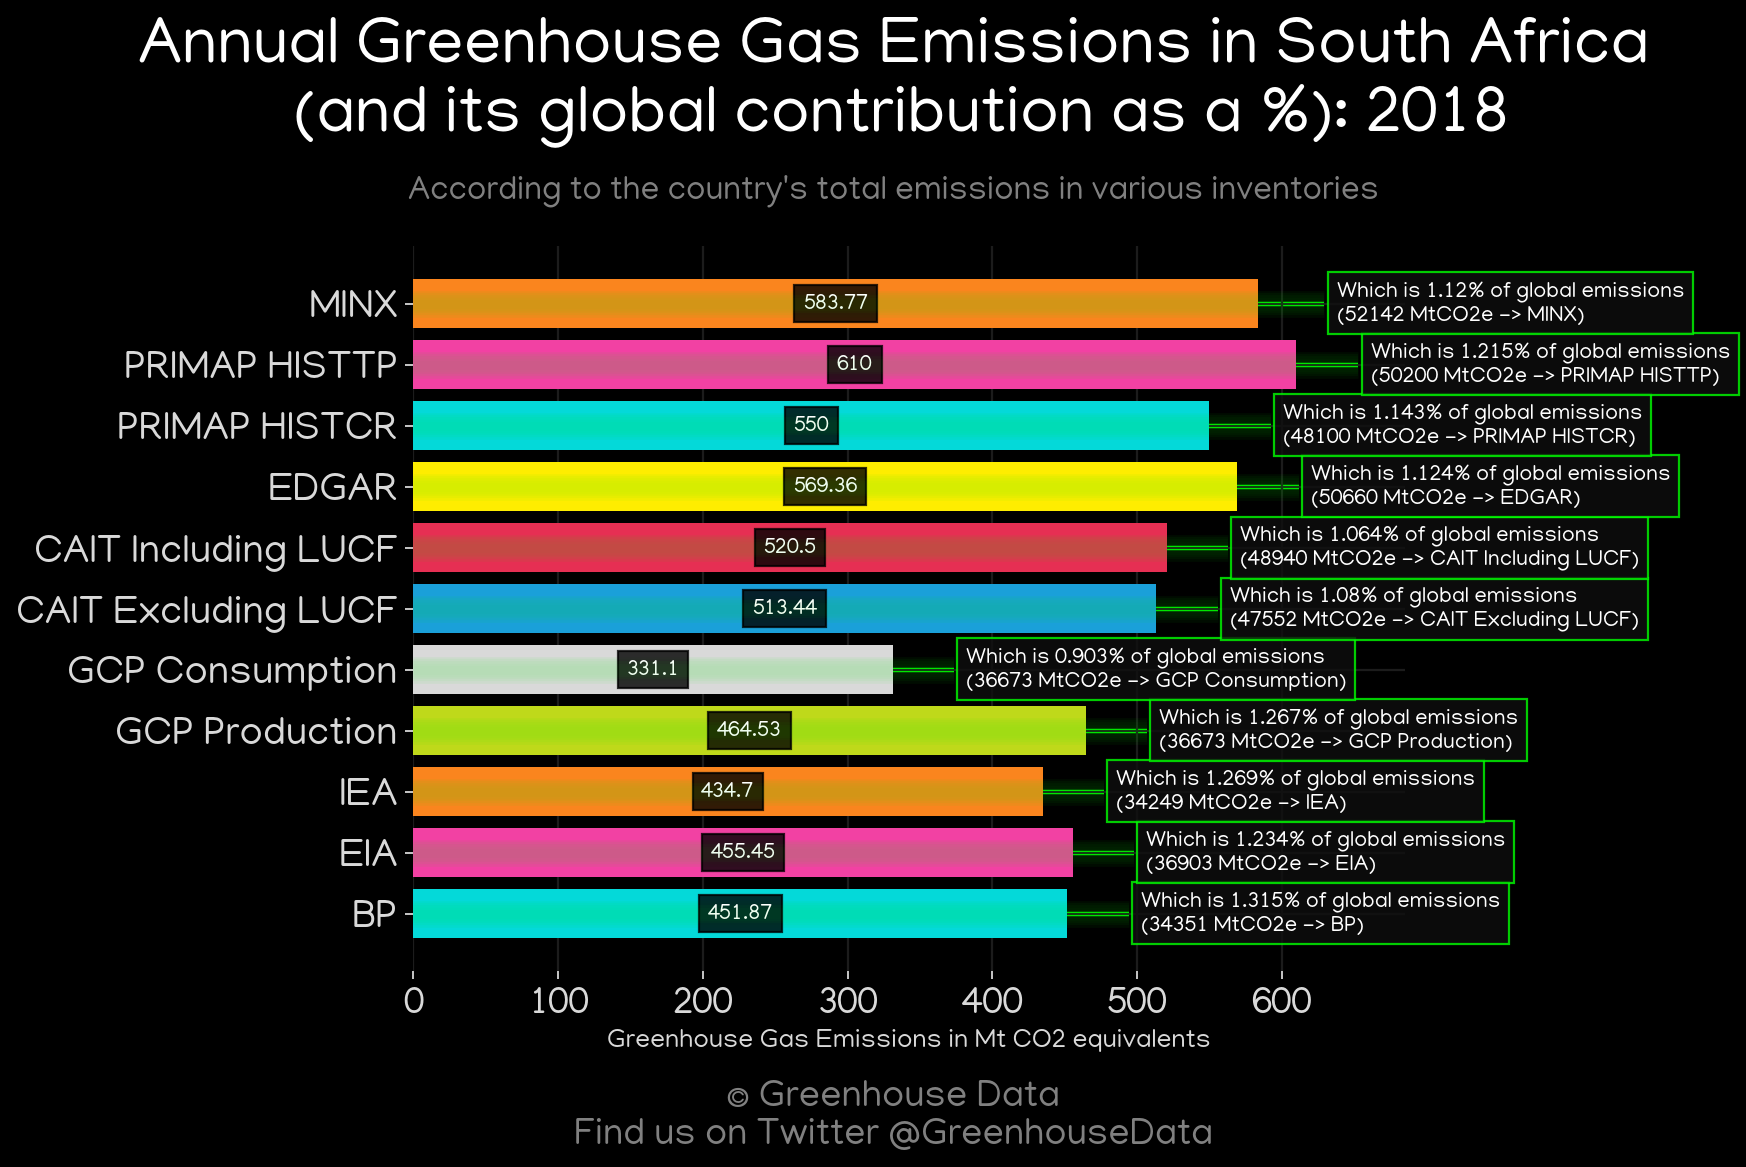 Annual Greenhouse Gas Emissions in South Africa
(and its global contribution as a %): 2018
According to the country's total emissions in various inventories
MINX
583.77
Which is 1.12% of global emissions
(52142 MtCO2e -> MINX)
PRIMAP HISTTP
610
Which is 1.215% of global emissions
(50200 MtCO2e -> PRIMAP HISTTP)
PRIMAP HISTCR
550
Which is 1.143% of global emissions
(48100 MtCO2e -> PRIMAP HISTCR)
EDGAR
569.36
Which is 1.124% of global emissions
(50660 MtCO2e -> EDGAR)
CAIT Including LUCF
520.5
Which is 1.064% of global emissions
(48940 MtCO2e -> CAIT Including LUCF)
CAIT Excluding LUCF
513.44
Which is 1.08% of global emissions
(47552 MtCO2e -> CAIT Excluding LUCF)
GCP Consumption
331.1
Which is 0.903% of global emissions
(36673 MtCO2e -> GCP Consumption)
GCP Production
464.53
Which is 1.267% of global emissions
(36673 MtCO2e -> GCP Production)
IEA
434.7
Which is 1.269% of global emissions
(34249 MtCO2e -> IEA)
EIA
455.45
Which is 1.234% of global emissions
(36903 MtCO2e -> EIA)
BP
451.87
Which is 1.315% of global emissions
(34351 MtCO2e -> BP)
0 100 200 300 400 500 600
Greenhouse Gas Emissions in Mt CO2 equivalents
© Greenhouse Data
Find us on Twitter @GreenhouseData